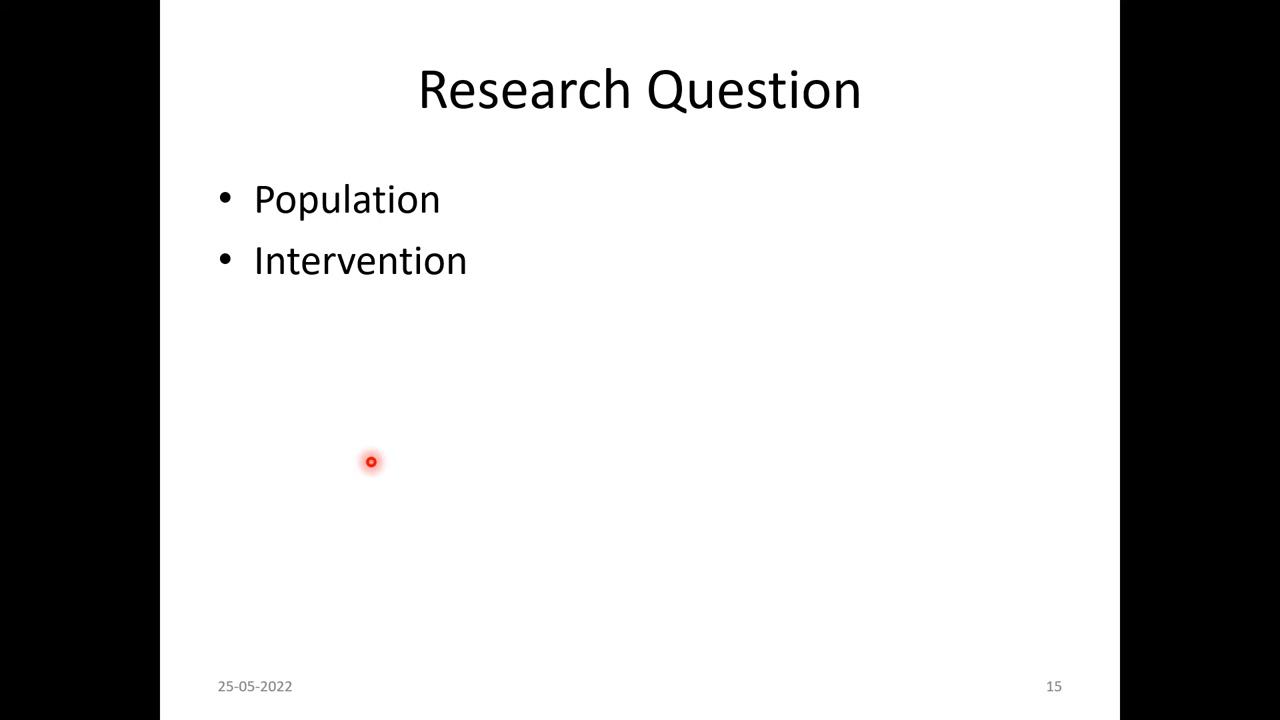 Research Question
• Population
• Intervention
25-05-2022
15